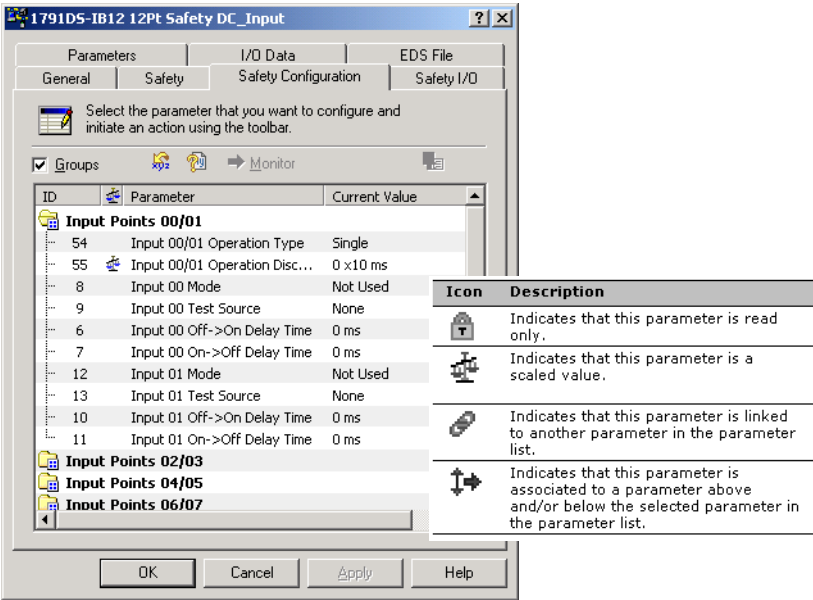 1791DS-IB12 12Pt Safety DC_Input
Parameters I/O Data EDS File
General Safety Safety Configuration Safety I/O
Select the parameter that you want to configure and
initiate an action using the toolbar.
Groups xyz Monitor
ID Parameter Current Value
Input Points 00/01
54 Input 00/01 Operation Type Single
55 Input 00/01 Operation Disc... 0 x10 ms
8 Input 00 Mode Not Used
9 Input 00 Test Source None
6 Input 00 Off->On Delay Time 0 ms
7 Input 00 On->Off Delay Time 0 ms
12 Input 01 Mode Not Used
13 Input 01 Test Source None
10 Input 01 Off->On Delay Time 0 ms
11 Input 01 On->Off Delay Time 0 ms
Input Points 02/03
Input Points 04/05
Input Points 06/07
OK Cancel Apply Help
Icon Description
Indicates that this parameter is read
only.
Indicates that this parameter is a
scaled value.
Indicates that this parameter is linked
to another parameter in the parameter
list.
Indicates that this parameter is
associated to a parameter above
and/or below the selected parameter in
the parameter list.